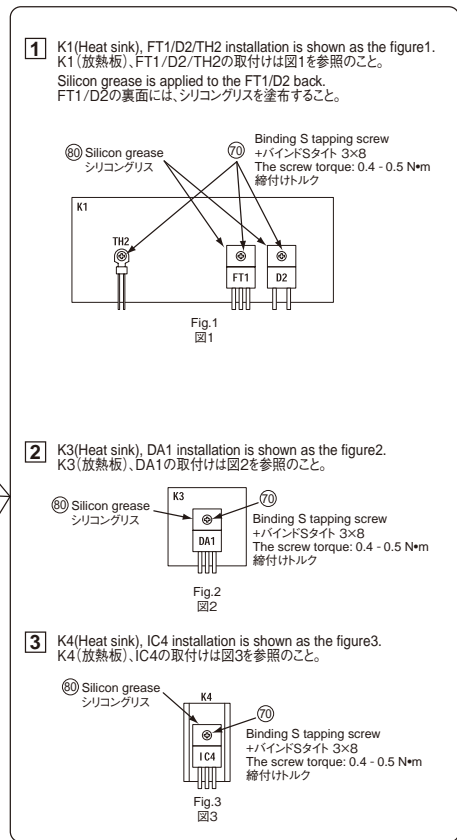 1 K1(Heat sink), FT1/D2/TH2 installation is shown as the figure1.
K1(放熱板)、FT1/D2/TH2の取付けは図1を参照のこと。
Silicon grease is applied to the FT1/D2 back.
FT1/D2の裏面には、シリコングリスを塗布すること。
80 Silicon grease
シリコングリス
70
Binding S tapping screw
+バインドSタイト 3×8
The screw torque: 0.4 - 0.5 N•m
締付けトルク
K1
TH2
FT1
D2
Fig.1
図1
2 K3(Heat sink), DA1 installation is shown as the figure2.
K3(放熱板)、DA1の取付けは図2を参照のこと。
80 Silicon grease
シリコングリス
K3
DA1
70
Binding S tapping screw
+バインドSタイト 3×8
The screw torque: 0.4 - 0.5 N•m
締付けトルク
Fig.2
図2
3 K4(Heat sink), IC4 installation is shown as the figure3.
K4(放熱板)、IC4の取付けは図3を参照のこと。
80 Silicon grease
シリコングリス
K4
IC4
70
Binding S tapping screw
+バインドSタイト 3×8
The screw torque: 0.4 - 0.5 N•m
締付けトルク
Fig.3
図3